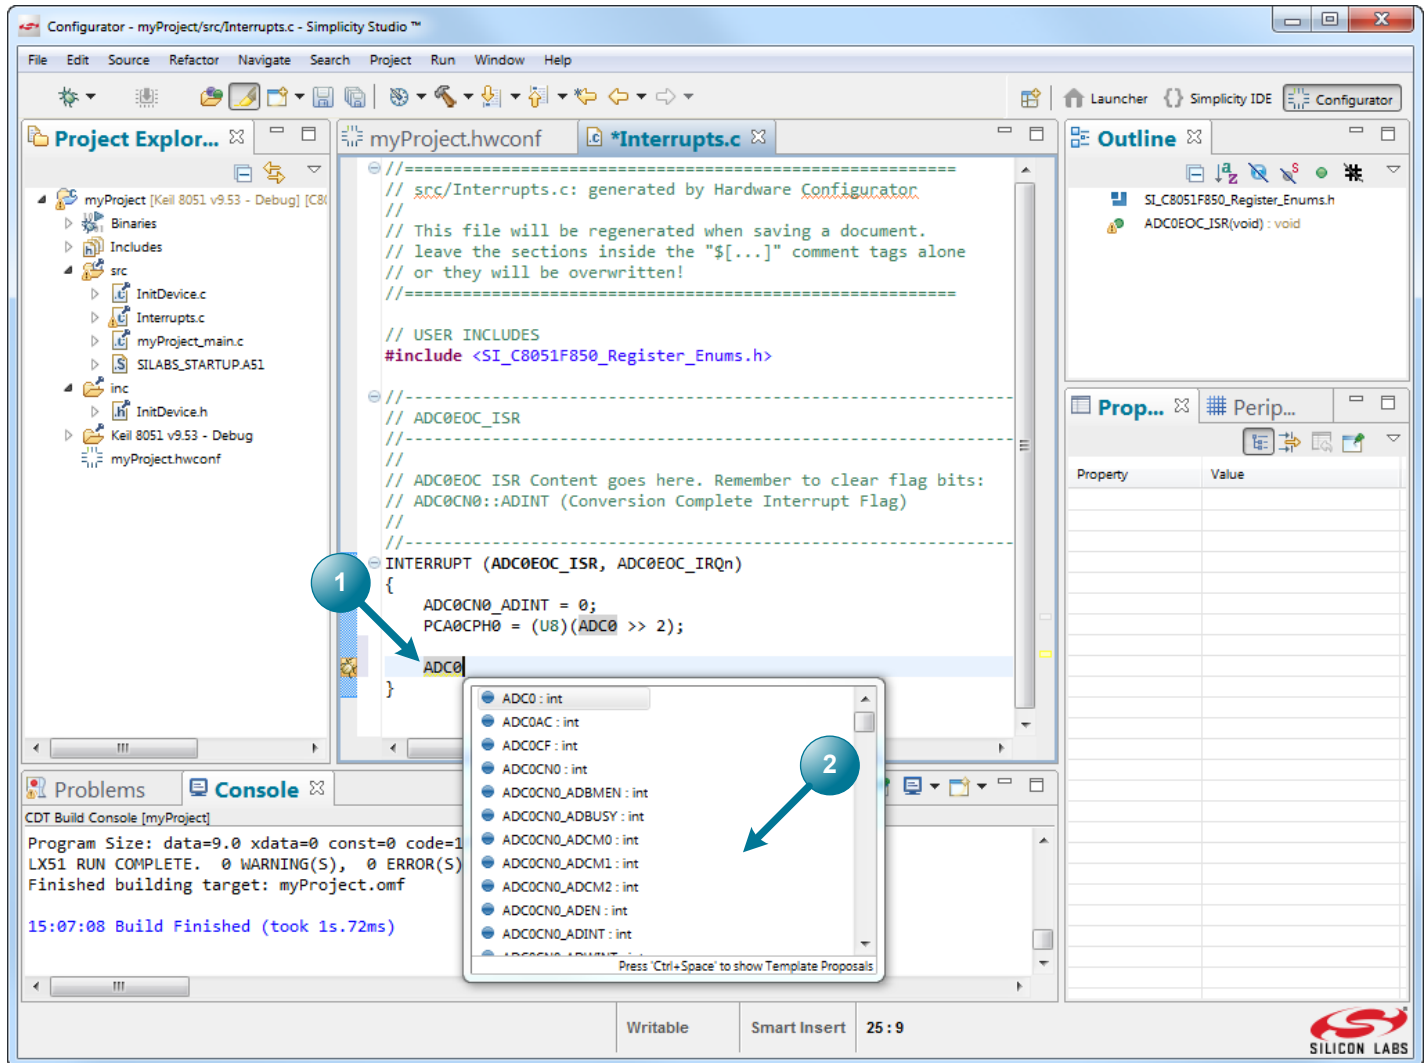 Configurator - myProject/src/Interrupts.c - Simplicity Studio ™
File Edit Source Refactor Navigate Search Project Run Window Help
Launcher {} Simplicity IDE Configurator
Project Explor...
myProject [Keil 8051 v9.53 - Debug] [C8
Binaries
Includes
src
InitDevice.c
Interrupts.c
myProject_main.c
SILABS_STARTUP.A51
inc
InitDevice.h
Keil 8051 v9.53 - Debug
myProject.hwconf
myProject.hwconf *Interrupts.c
//==========================================================
// src/Interrupts.c: generated by Hardware Configurator
//
// This file will be regenerated when saving a document.
// leave the sections inside the "$[...]" comment tags alone
// or they will be overwritten!
//==========================================================
// USER INCLUDES
#include <SI_C8051F850_Register_Enums.h>
//----------------------------------------------------------------
// ADC0EOC_ISR
//----------------------------------------------------------------
//
// ADC0EOC ISR Content goes here. Remember to clear flag bits:
// ADC0CN0::ADINT (Conversion Complete Interrupt Flag)
//
//----------------------------------------------------------------
INTERRUPT (ADC0EOC_ISR, ADC0EOC_IRQn)
{
ADC0CN0_ADINT = 0;
PCA0CPH0 = (U8)(ADC0 >> 2);
ADC0
}
1
2
ADC0 : int
ADC0AC : int
ADC0CF : int
ADC0CN0 : int
ADC0CN0_ADBMEN : int
ADC0CN0_ADBUSY : int
ADC0CN0_ADCM0 : int
ADC0CN0_ADCM1 : int
ADC0CN0_ADCM2 : int
ADC0CN0_ADEN : int
ADC0CN0_ADINT : int
Press 'Ctrl+Space' to show Template Proposals
Outline
SI_C8051F850_Register_Enums.h
ADC0EOC_ISR(void) : void
Prop... Perip...
Property Value
Problems Console
CDT Build Console [myProject]
Program Size: data=9.0 xdata=0 const=0 code=1
LX51 RUN COMPLETE. 0 WARNING(S), 0 ERROR(S)
Finished building target: myProject.omf
15:07:08 Build Finished (took 1s.72ms)
Writable Smart Insert 25 : 9
SILICON LABS